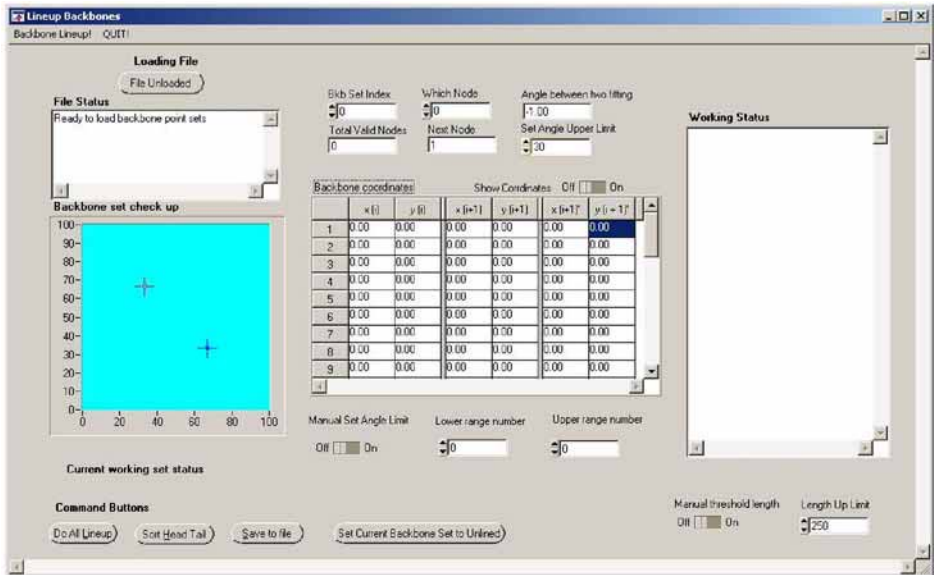 Lineup Backbones
Backbone Lineup! QUIT!
Loading File
File Unloaded
File Status
Ready to load backbone point sets
Bkb Set Index
0
Which Node
0
Angle between two fitting
-1.00
Total Valid Nodes
0
Next Node
1
Set Angle Upper Limit
30
Working Status
Backbone coordinates
Show Corrdinates Off On
x [i] y [i] x [i+1] y [i+1] x [i+1]' y [i + 1]'
1 0.00 0.00 0.00 0.00 0.00 0.00
2 0.00 0.00 0.00 0.00 0.00 0.00
3 0.00 0.00 0.00 0.00 0.00 0.00
4 0.00 0.00 0.00 0.00 0.00 0.00
5 0.00 0.00 0.00 0.00 0.00 0.00
6 0.00 0.00 0.00 0.00 0.00 0.00
7 0.00 0.00 0.00 0.00 0.00 0.00
8 0.00 0.00 0.00 0.00 0.00 0.00
9 0.00 0.00 0.00 0.00 0.00 0.00
Backbone set check up
100
90
80
70
60
50
40
30
20
10
0
0 20 40 60 80 100
Manual Set Angle Limit
Off On
Lower range number
0
Upper range number
0
Current working set status
Command Buttons
Do All Lineup
Sort Head Tail
Save to file
Set Current Backbone Set to Unlined
Manual threshold length
Off On
Length Up Limit
250